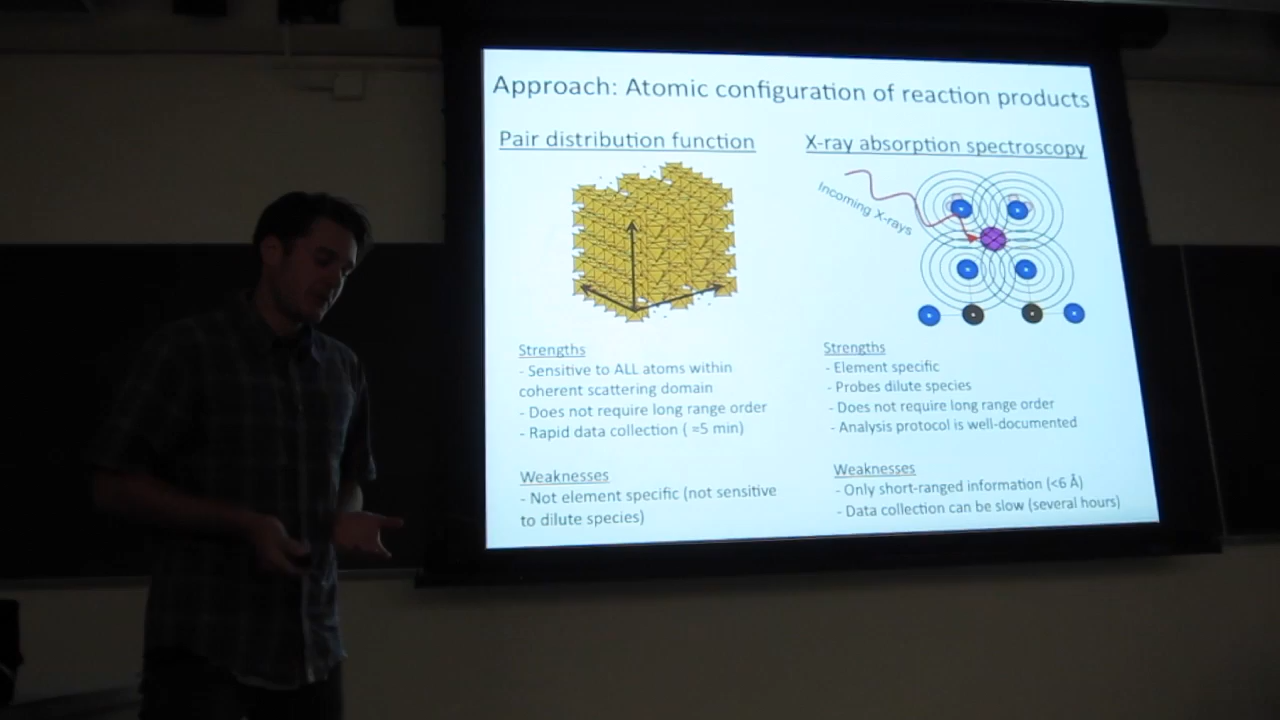 Approach: Atomic configuration of reaction products
Pair distribution function
Strengths
- Sensitive to ALL atoms within
coherent scattering domain
- Does not require long range order
- Rapid data collection ( ≈5 min)
Weaknesses
- Not element specific (not sensitive
to dilute species)
X-ray absorption spectroscopy
Incoming X-rays
Strengths
- Element specific
- Probes dilute species
- Does not require long range order
- Analysis protocol is well-documented
Weaknesses
- Only short-ranged information (<6 Å)
- Data collection can be slow (several hours)